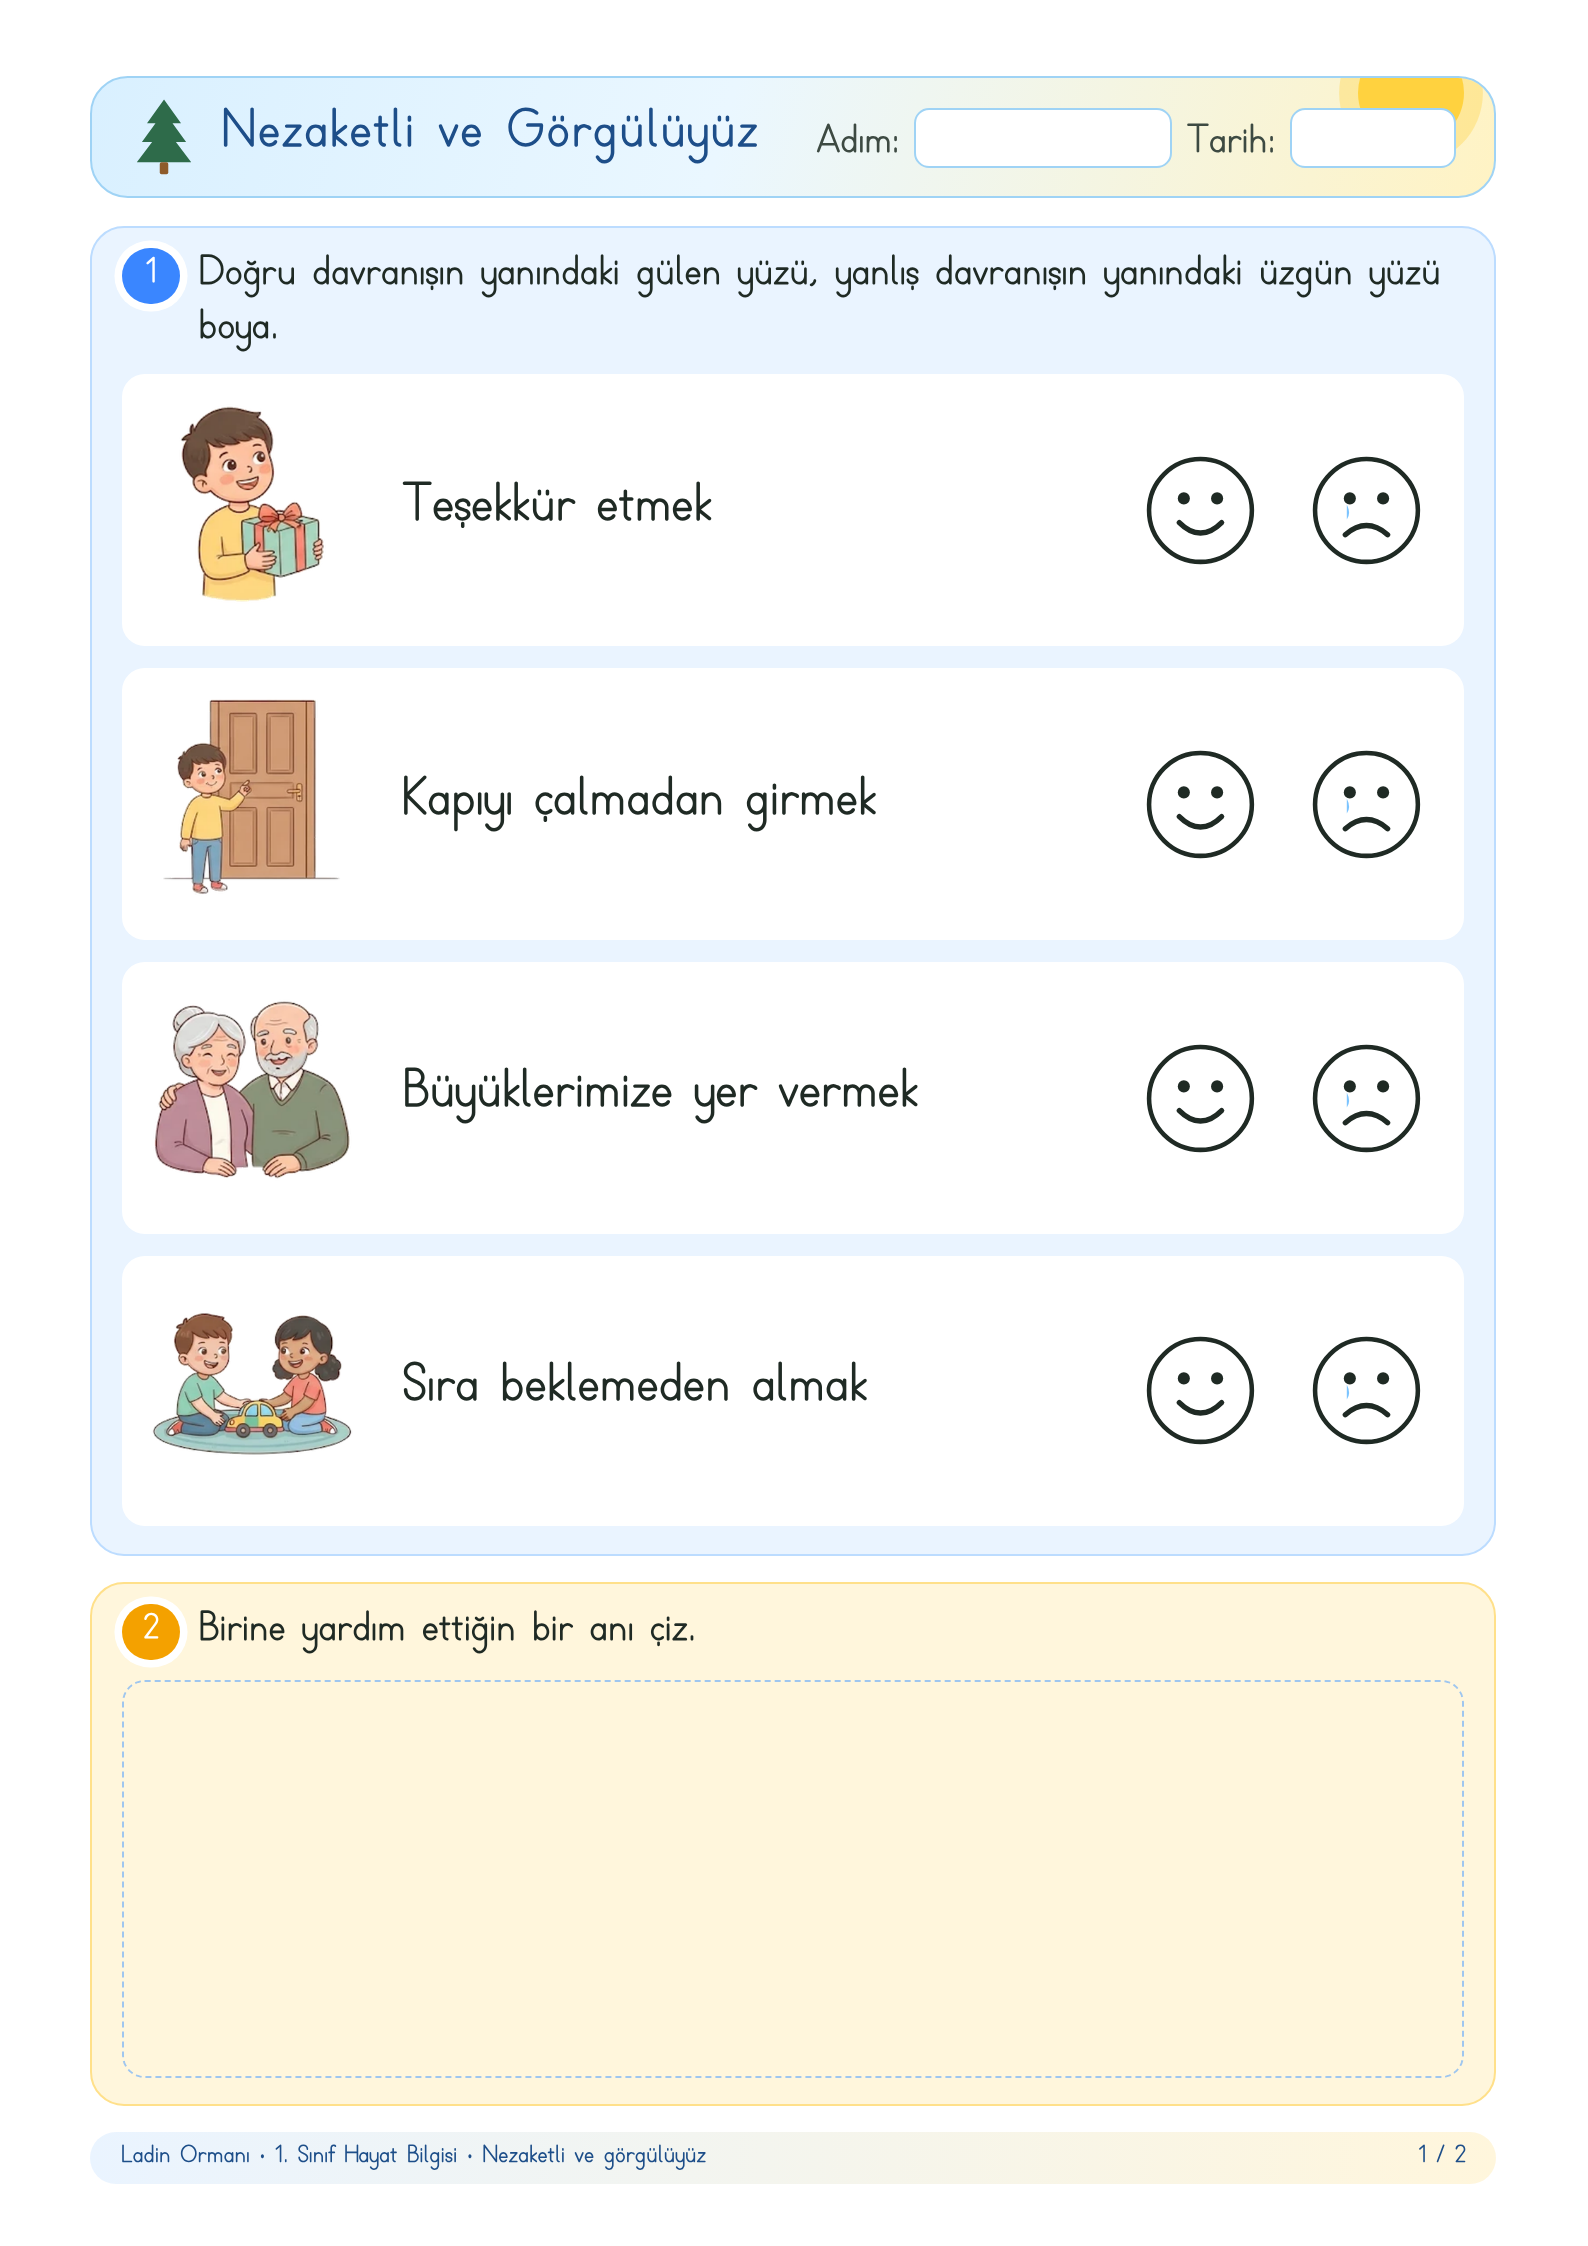 Nezaketli ve Görgülüyüz
Adım:
Tarih:
1
Doğru davranışın yanındaki gülen yüzü, yanlış davranışın yanındaki üzgün yüzü
boya.
Teşekkür etmek
Kapıyı çalmadan girmek
Büyüklerimize yer vermek
Sıra beklemeden almak
2
Birine yardım ettiğin bir anı çiz.
Ladin Ormanı • 1. Sınıf Hayat Bilgisi • Nezaketli ve görgülüyüz
1 / 2